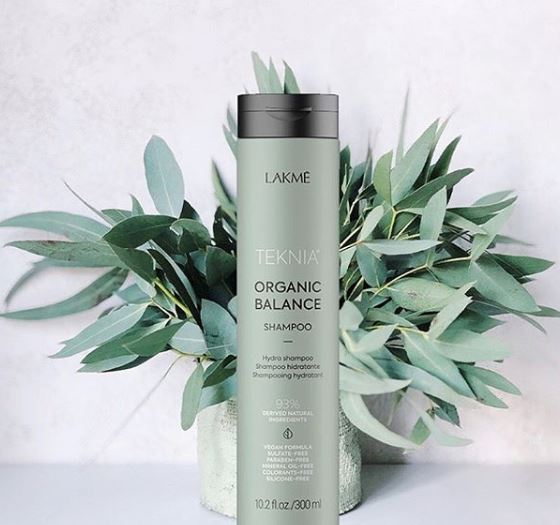 LAKMÉ
TEKNIA®
ORGANIC
BALANCE
SHAMPOO
Hydro shampoo
Shampoo hidratante
Shampooing hydratant
93%
DERIVED NATURAL
INGREDIENTS
VEGAN FORMULA
SULFATE-FREE
PARABEN-FREE
MINERAL OIL-FREE
COLORANTS-FREE
SILICONE-FREE
10.2 fl.oz./300 ml